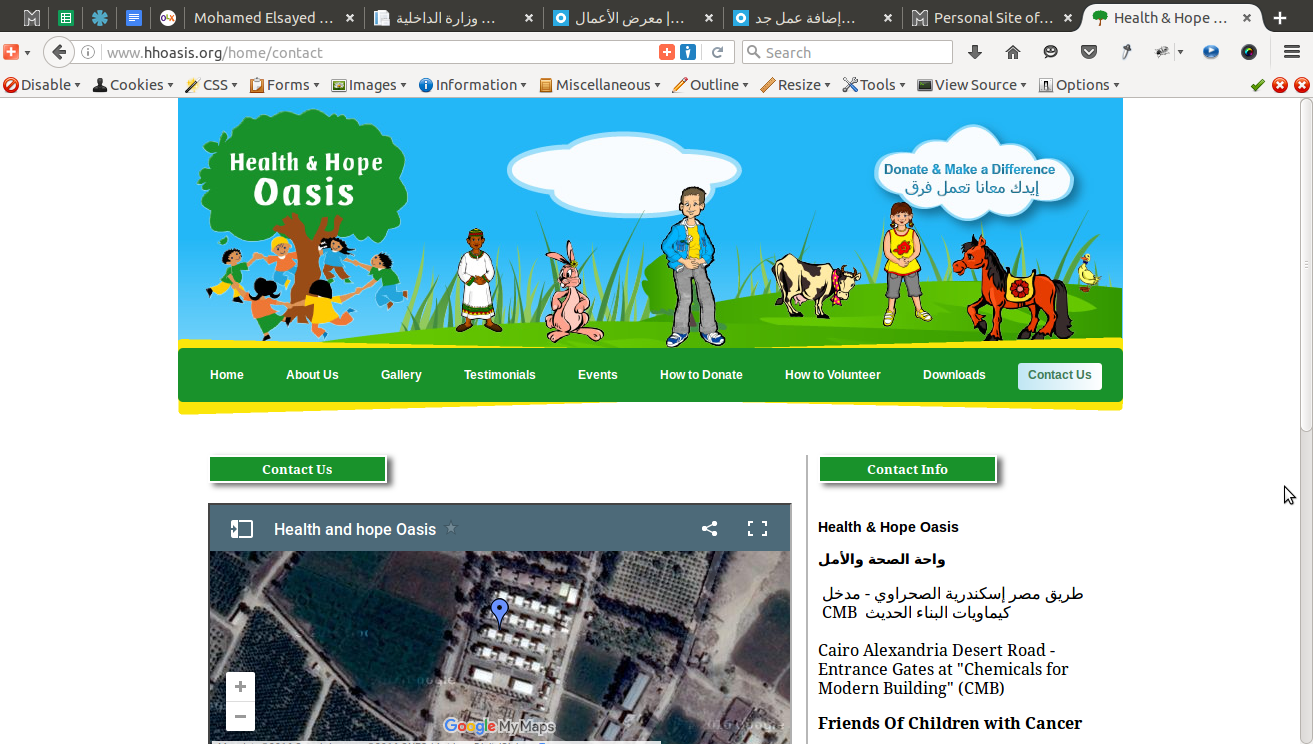 Mohamed Elsayed ...
وزارة الداخلية ...
معرض الأعمال |...
إضافة عمل جد...
Personal Site of...
Health & Hope ...
www.hhoasis.org/home/contact
Search
Disable
Cookies
CSS
Forms
Images
Information
Miscellaneous
Outline
Resize
Tools
View Source
Options
Health & Hope
Oasis
Donate & Make a Difference
إيدك معانا تعمل فرق
Home
About Us
Gallery
Testimonials
Events
How to Donate
How to Volunteer
Downloads
Contact Us
Contact Us
Health and hope Oasis
Google My Maps
Contact Info
Health & Hope Oasis
واحة الصحة والأمل
طريق مصر إسكندرية الصحراوي - مدخل
كيماويات البناء الحديث CMB
Cairo Alexandria Desert Road -
Entrance Gates at "Chemicals for
Modern Building" (CMB)
Friends Of Children with Cancer